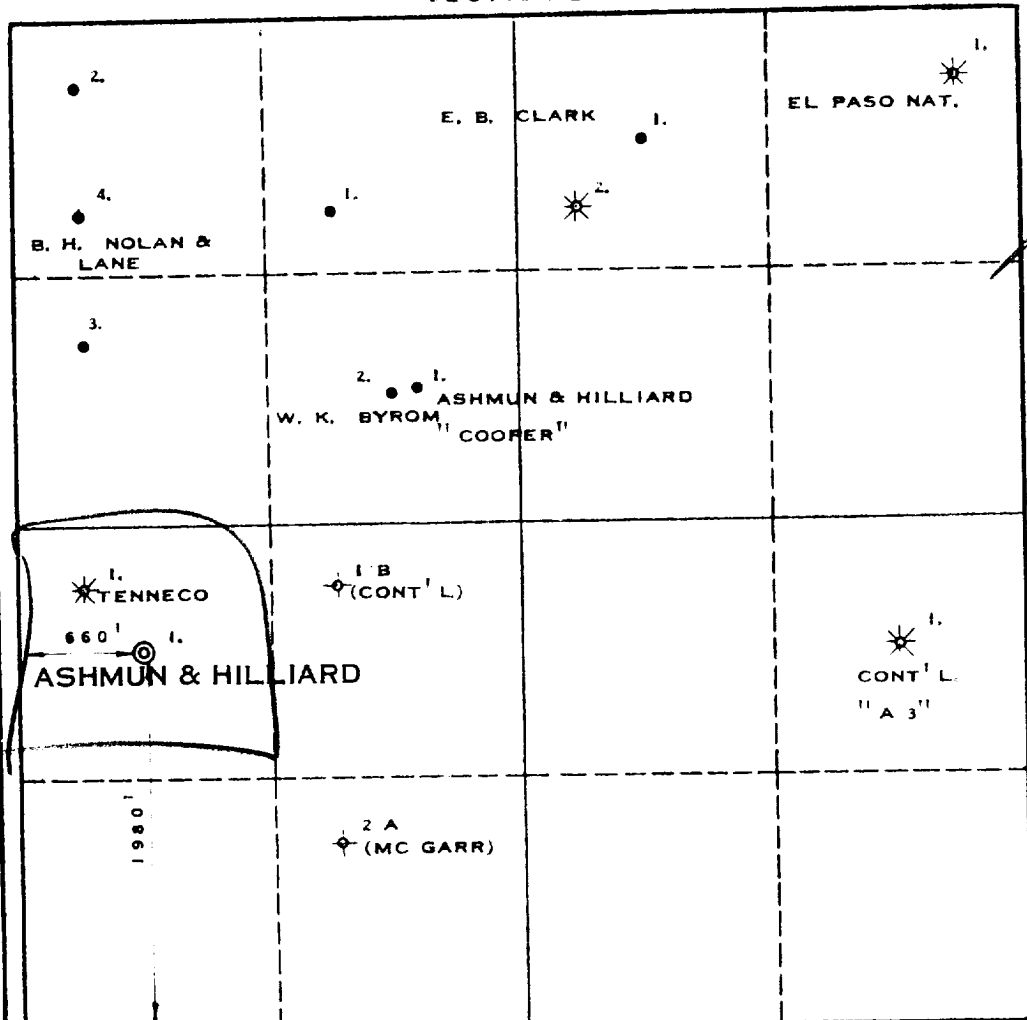 2.
1.
EL PASO NAT.
E. B. CLARK
1.
4.
1.
2.
B. H. NOLAN &
LANE
3.
2.
1.
ASHMUN & HILLIARD
W. K. BYROM
"COOPER"
1.
TENNECO
1 B
(CONT'L)
660'
1.
ASHMUN & HILLIARD
1.
CONT'L.
"A 3"
1980'
2 A
(MC GARR)